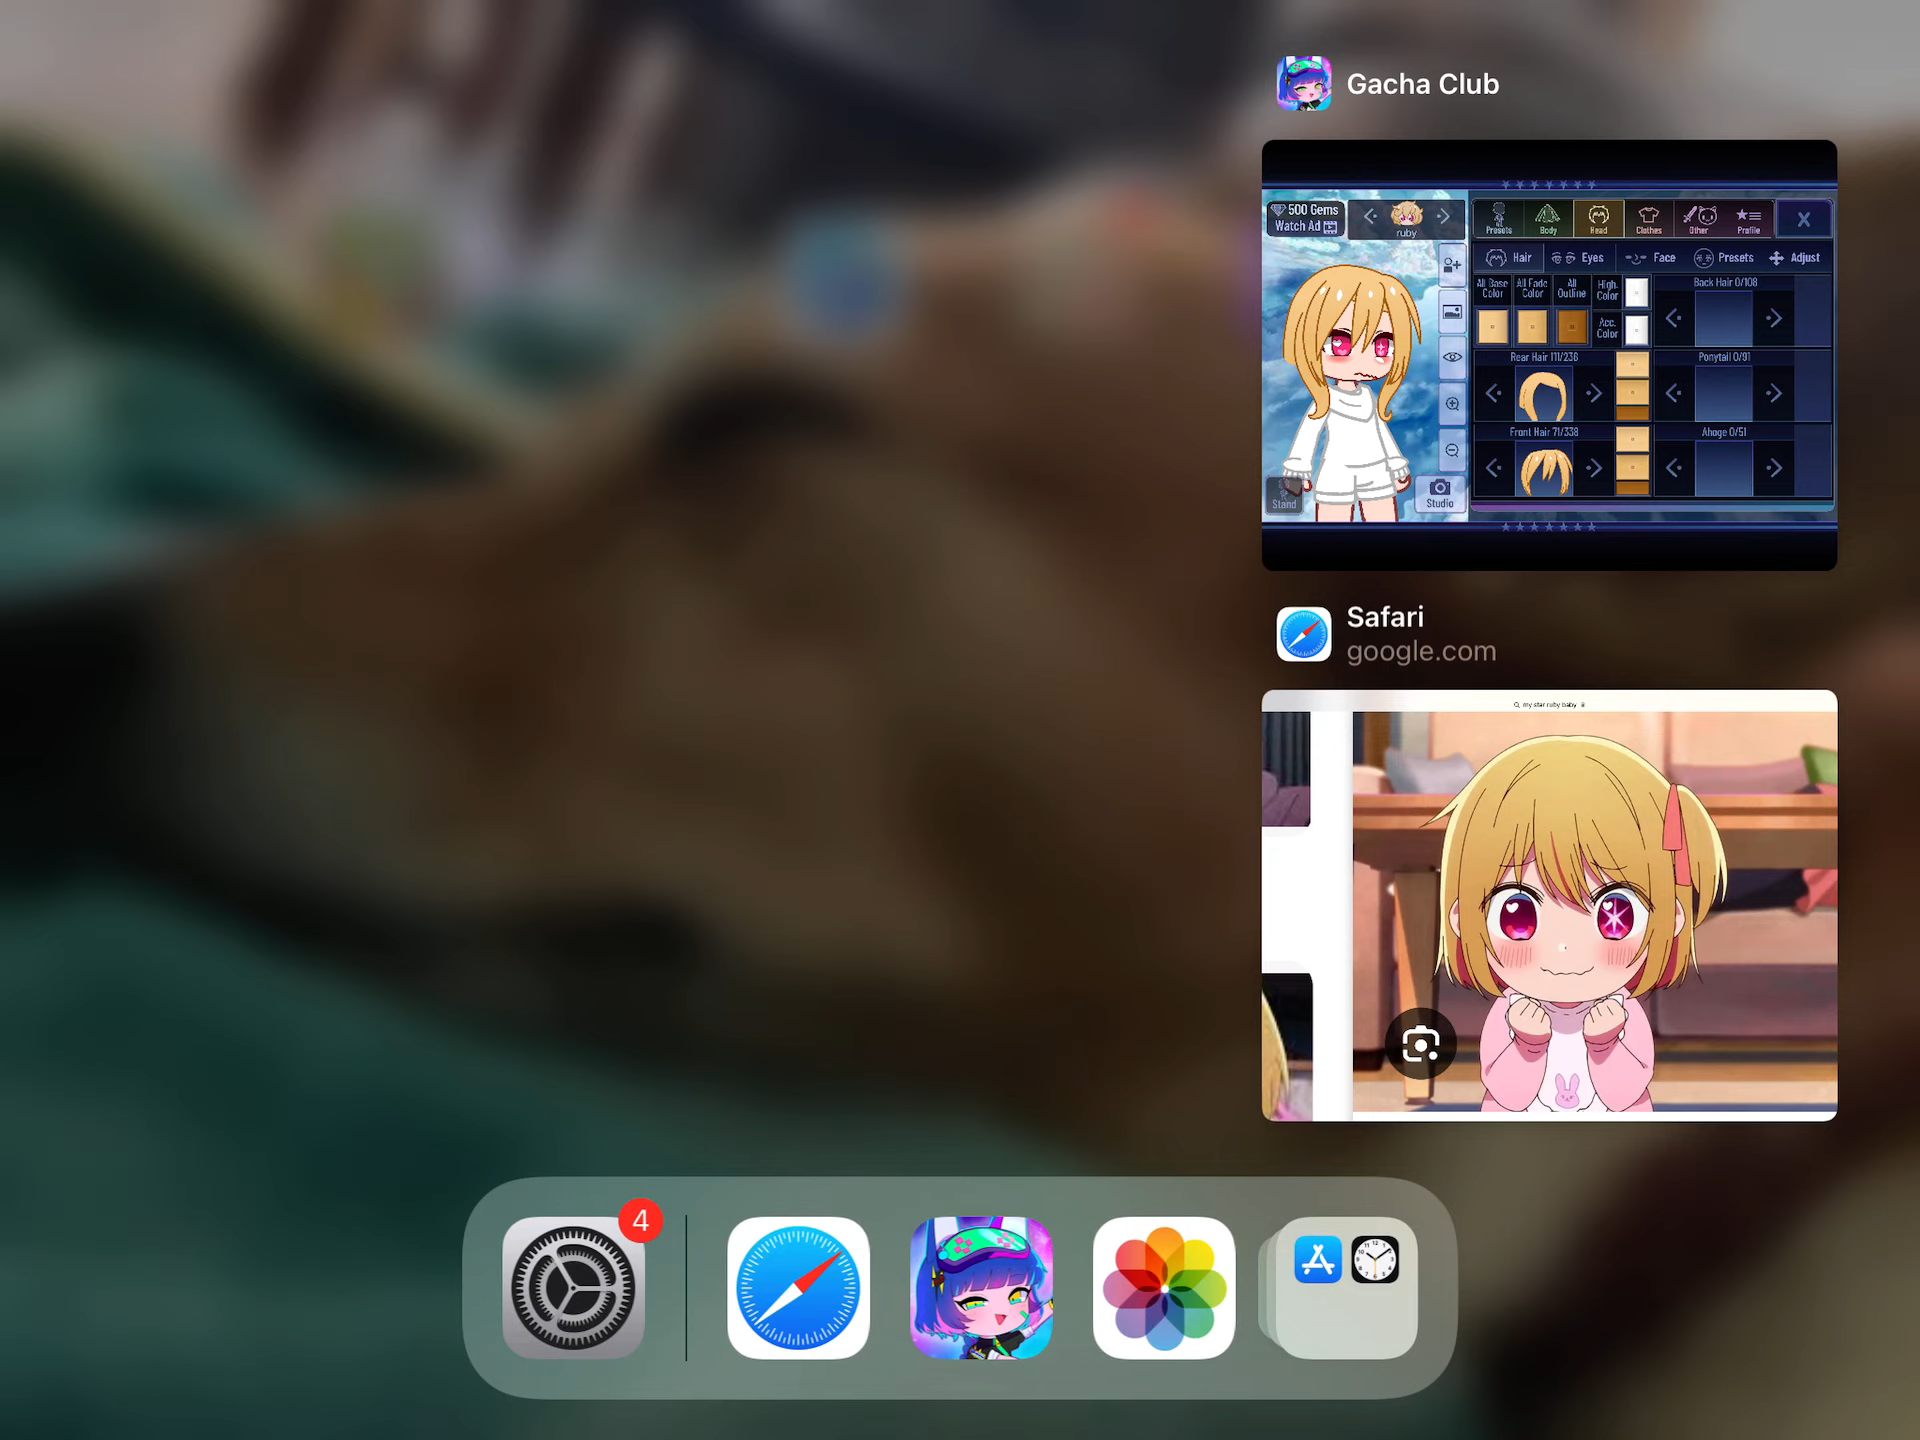 Gacha Club
500 Gems
Watch Ad
ruby
Presets
Body
Head
Clothes
Other
Profile
X
Hair
Eyes
Face
Presets
Adjust
All Base Color
All Fade Color
All Outline
High. Color
Acc. Color
Back Hair 0/108
Rear Hair 111/236
Ponytail 0/91
Front Hair 71/338
Ahoge 0/51
Stand
Studio
Safari
google.com
my star ruby baby
4